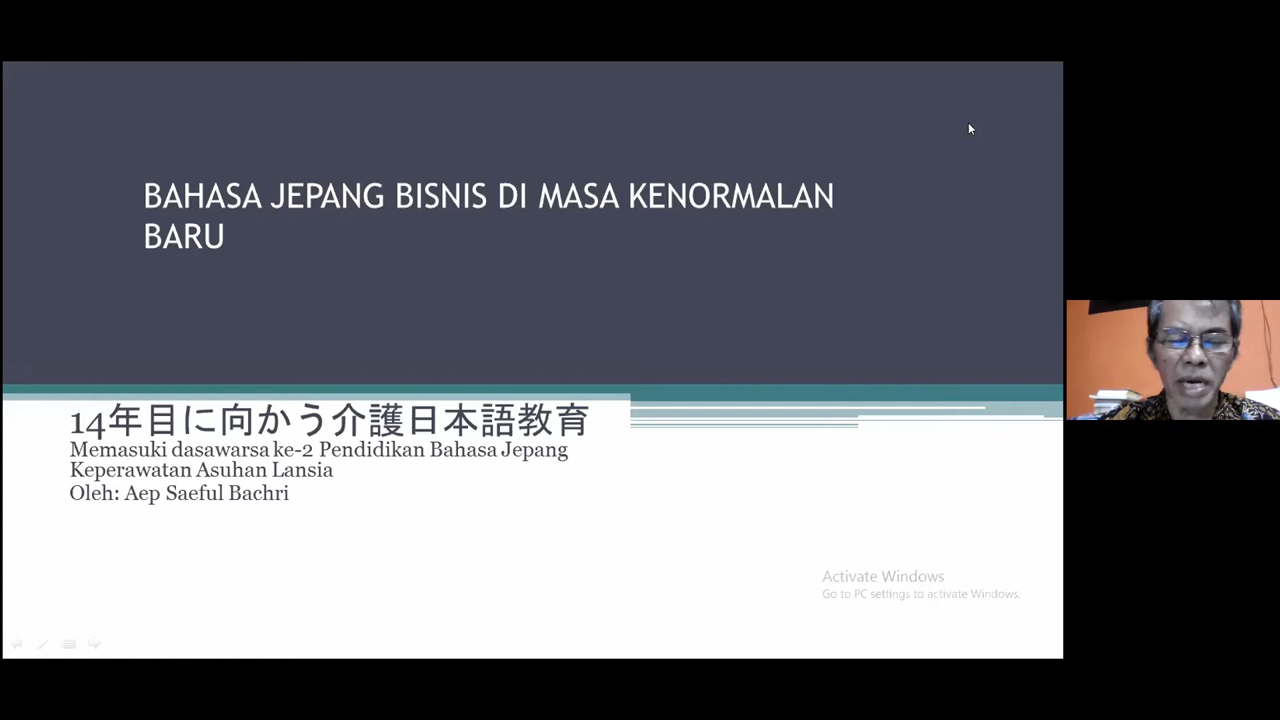 BAHASA JEPANG BISNIS DI MASA KENORMALAN
BARU
14年目に向かう介護日本語教育
Memasuki dasawarsa ke-2 Pendidikan Bahasa Jepang
Keperawatan Asuhan Lansia
Oleh: Aep Saeful Bachri
Activate Windows
Go to PC settings to activate Windows.